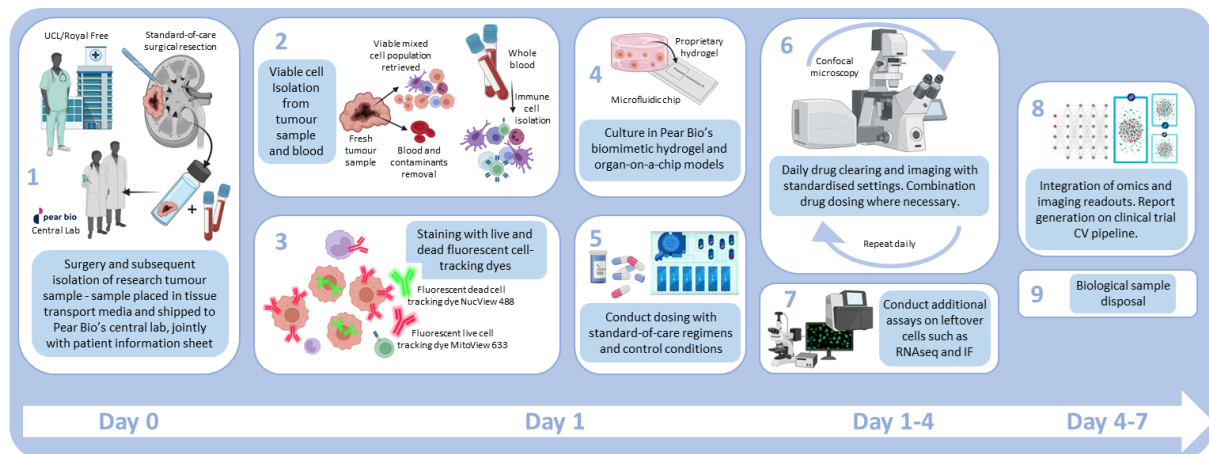 UCL/Royal Free
Standard-of-care
surgical resection
1
pear bio
Central Lab
+
Surgery and subsequent
isolation of research tumour
sample - sample placed in tissue
transport media and shipped to
Pear Bio's central lab, jointly
with patient information sheet
2
Viable cell
Isolation
from
tumour
sample
and blood
Viable mixed
cell population
retrieved
Fresh
tumour
sample
Blood and
contaminants
removal
Whole
blood
Immune cell
isolation
3
Staining with live and
dead fluorescent cell-
tracking dyes
Fluorescent dead cell
tracking dye NucView 488
Fluorescent live cell
tracking dye MitoView 633
4
Proprietary
hydrogel
Microfluidic chip
Culture in Pear Bio's
biomimetic hydrogel and
organ-on-a-chip models
5
Conduct dosing with
standard-of-care regimens
and control conditions
6
Confocal
microscopy
Daily drug clearing and imaging with
standardised settings. Combination
drug dosing where necessary.
Repeat daily
7
Conduct additional
assays on leftover
cells such as
RNAseq and IF
8
Integration of omics and
imaging readouts. Report
generation on clinical trial
CV pipeline.
9
Biological sample
disposal
Day 0
Day 1
Day 1-4
Day 4-7